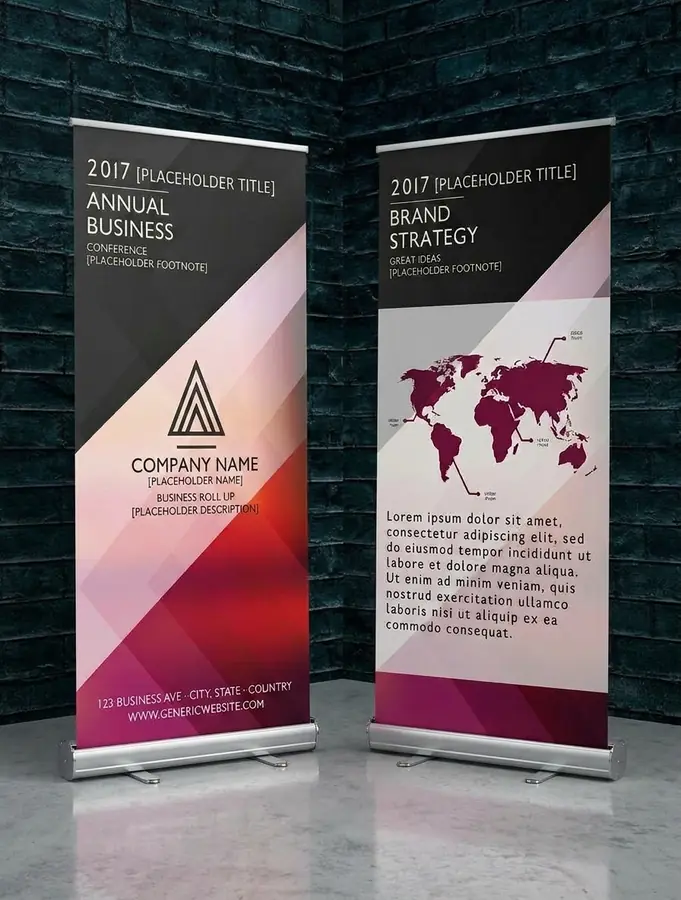 2017 [PLACEHOLDER TITLE]
ANNUAL
BUSINESS
CONFERENCE
[PLACEHOLDER FOOTNOTE]
COMPANY NAME
[PLACEHOLDER NAME]
BUSINESS ROLL UP
[PLACEHOLDER DESCRIPTION]
123 BUSINESS AVE · CITY, STATE · COUNTRY
WWW.GENERICWEBSITE.COM
2017 [PLACEHOLDER TITLE]
BRAND
STRATEGY
GREAT IDEAS
[PLACEHOLDER FOOTNOTE]
Lorem ipsum dolor sit amet,
consectetur adipiscing elit, sed
do eiusmod tempor incididunt ut
labore et dolore magna aliqua.
Ut enim ad minim veniam, quis
nostrud exercitation ullamco
laboris nisi ut aliquip ex ea
commodo consequat.